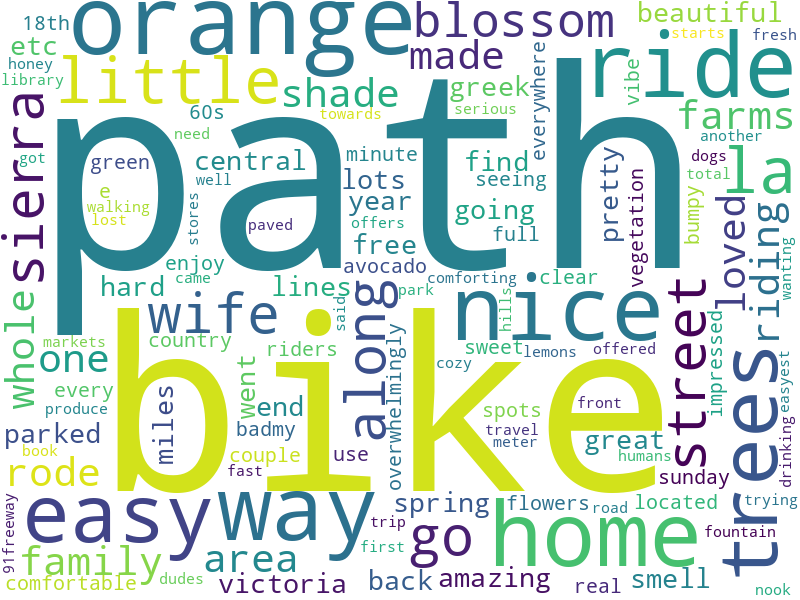 18th
orange
blossom
beautiful
starts
fresh
etc
honey
library
little
shade
made
greek
serious
everywhere
ride
vibe
farms
another
60s
towards
need
got
green
central
minute
find
seeing
pretty
dogs
total
la
sierra
path
e
walking
lost
well
stores
paved
lots
year
offers
free
going
full
vegetation
bumpy
loved
riding
wanting
enjoy
came
avocado
comforting
clear
hard
lines
park
wife
along
nice
hills
street
whole
markets
one
country
riders
said
sweet
lemons
offered
impressed
easiest
every
produce
went
bike
cozy
overwhelmingly
trees
drinking
parked
book
miles
end
badmy
couple
use
spots
travel
meter
front
great
humans
rode
fast
sunday
easy
way
spring
flowers
road
located
trying
91freeway
trip
first
go
home
fountain
family
area
comfortable
dudes
victoria
back
amazing
real
smell
nook